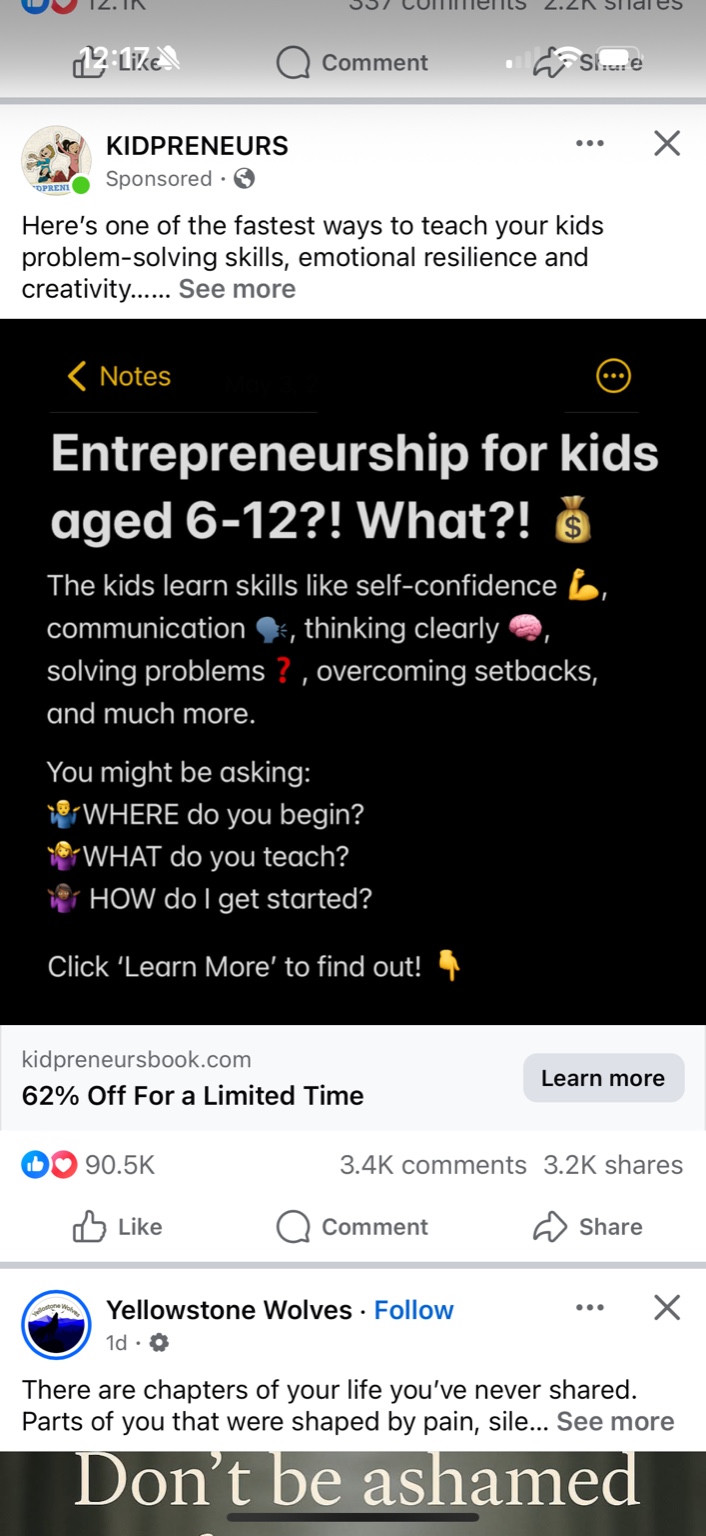 12.1K 337 comments 2.2K shares
12:17
Like Comment Share
KIDPRENEURS
Sponsored ·
Here’s one of the fastest ways to teach your kids
problem-solving skills, emotional resilience and
creativity...... See more
Notes
Entrepreneurship for kids
aged 6-12?! What?! 💰
The kids learn skills like self-confidence 💪,
communication 🗣️, thinking clearly 🧠,
solving problems ❓, overcoming setbacks,
and much more.
You might be asking:
🤷‍♂️WHERE do you begin?
🤷‍♀️WHAT do you teach?
🤷🏾‍♀️ HOW do I get started?
Click ‘Learn More’ to find out! 👇
kidpreneursbook.com
62% Off For a Limited Time
Learn more
90.5K 3.4K comments 3.2K shares
Like Comment Share
Yellowstone Wolves · Follow
1d ·
There are chapters of your life you’ve never shared.
Parts of you that were shaped by pain, sile... See more
Don’t be ashamed